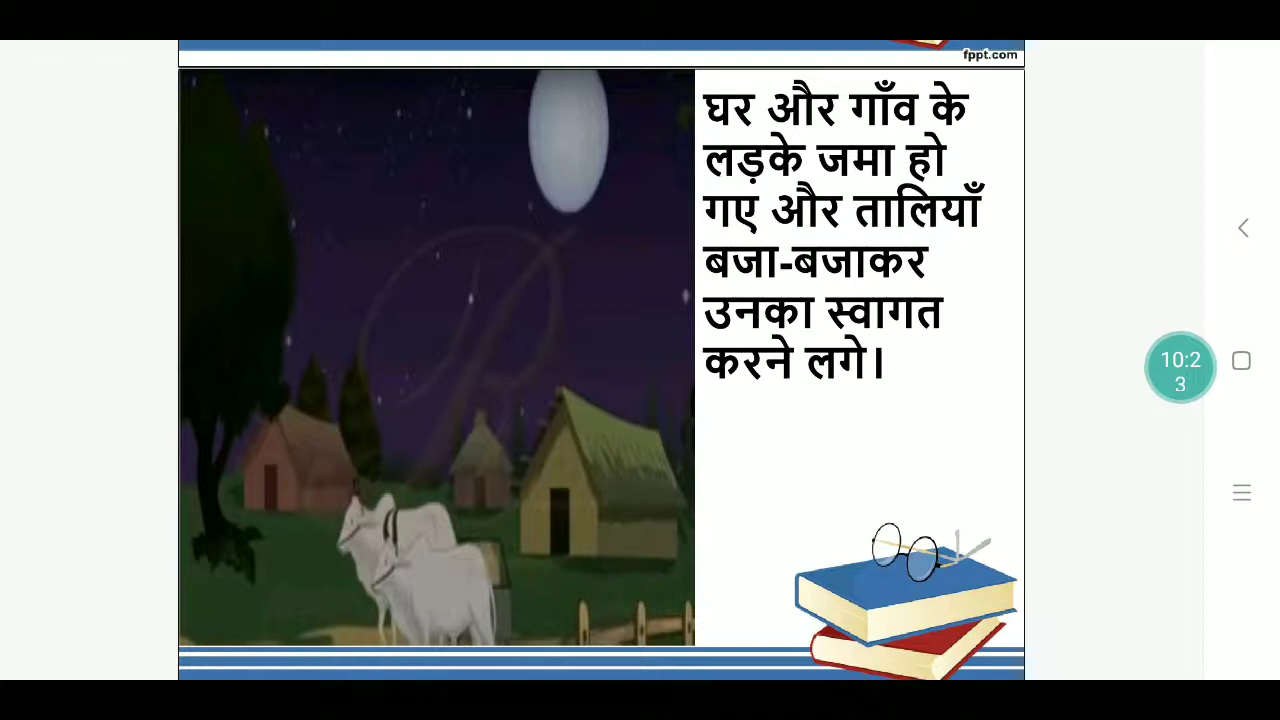 fppt.com
घर और गाँव के
लड़के जमा हो
गए और तालियाँ
बजा-बजाकर
उनका स्वागत
करने लगे।
10:2
3